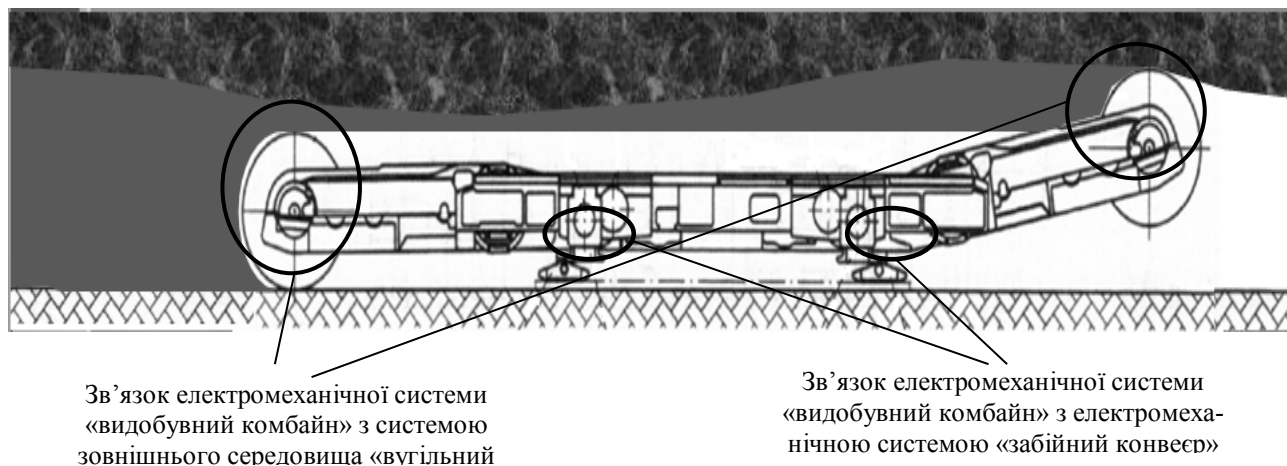 Зв’язок електромеханічної системи
«видобувний комбайн» з системою
зовнішнього середовища «вугільний
Зв’язок електромеханічної системи
«видобувний комбайн» з електромеха-
нічною системою «забійний конвеєр»